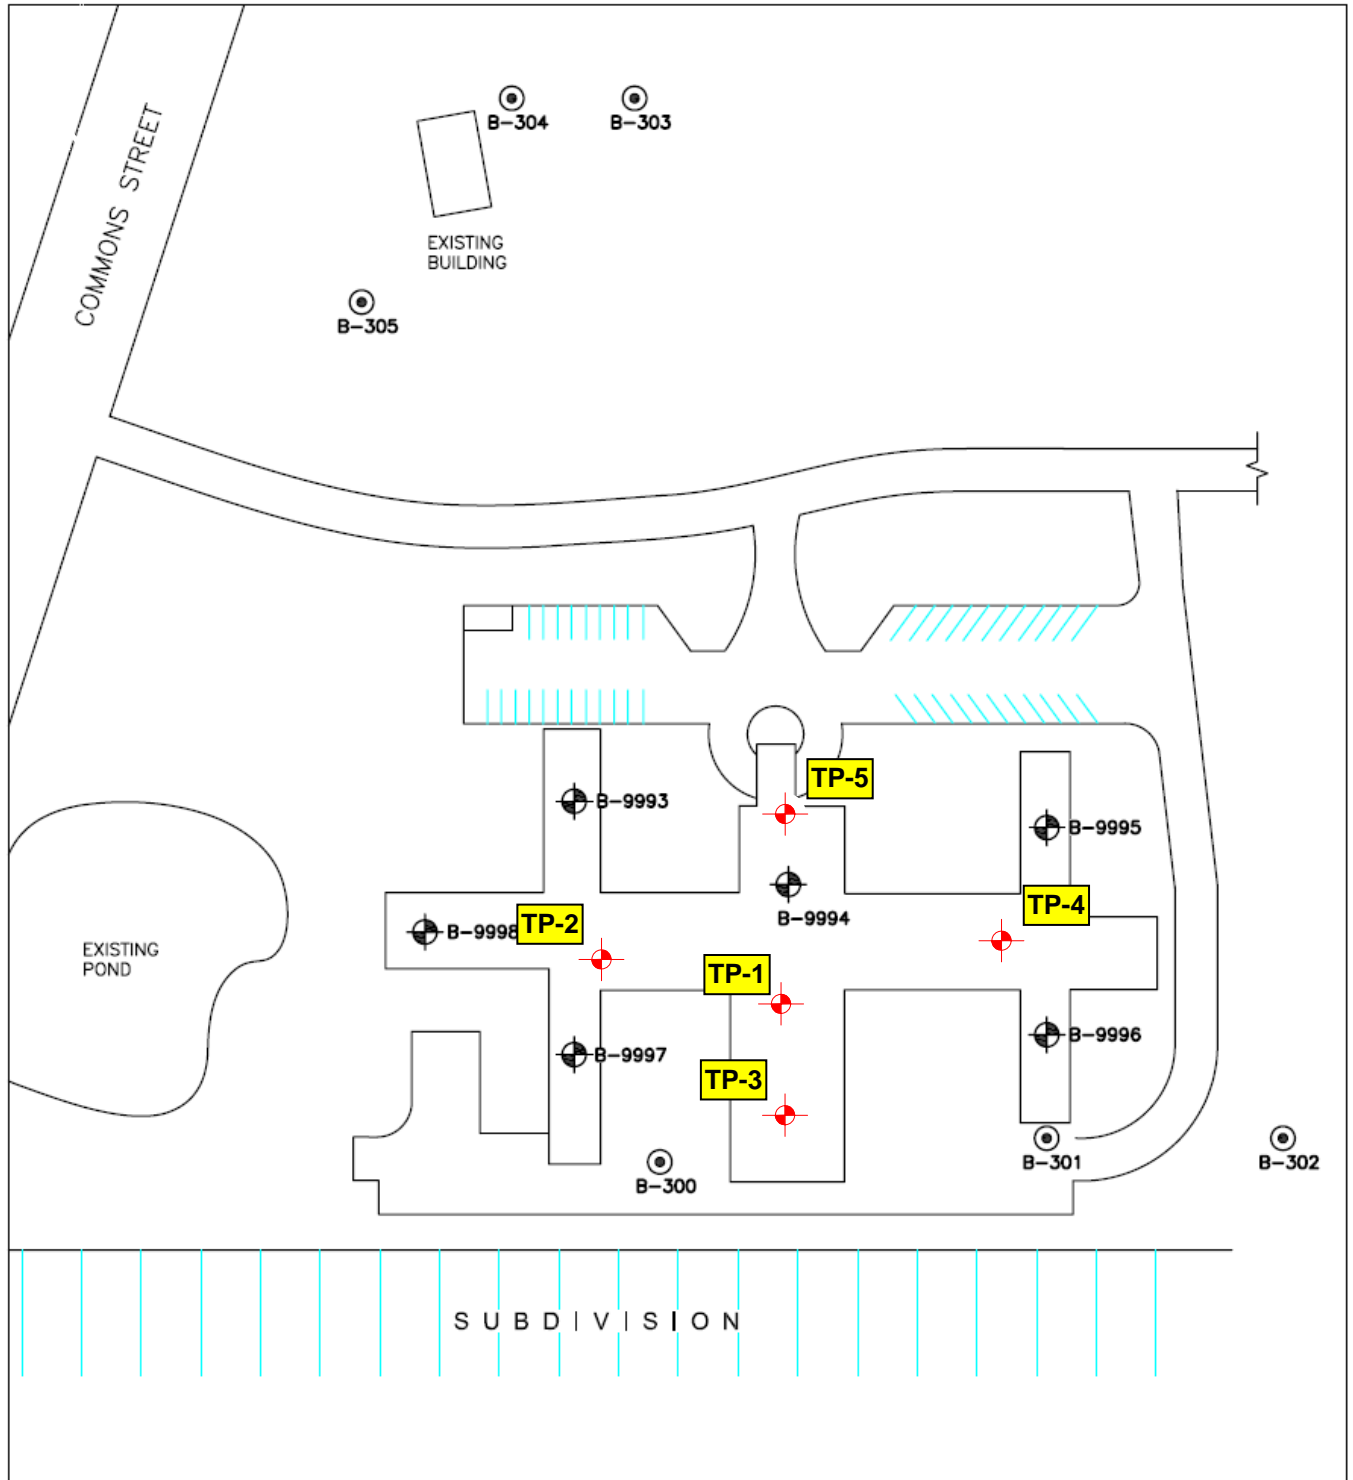 COMMONS STREET
B-304
B-303
EXISTING
BUILDING
B-305
TP-5
B-9993
B-9995
TP-4
B-9994
B-9998
TP-2
EXISTING
POND
TP-1
B-9996
B-9997
TP-3
B-301
B-302
B-300
SUBDIVISION